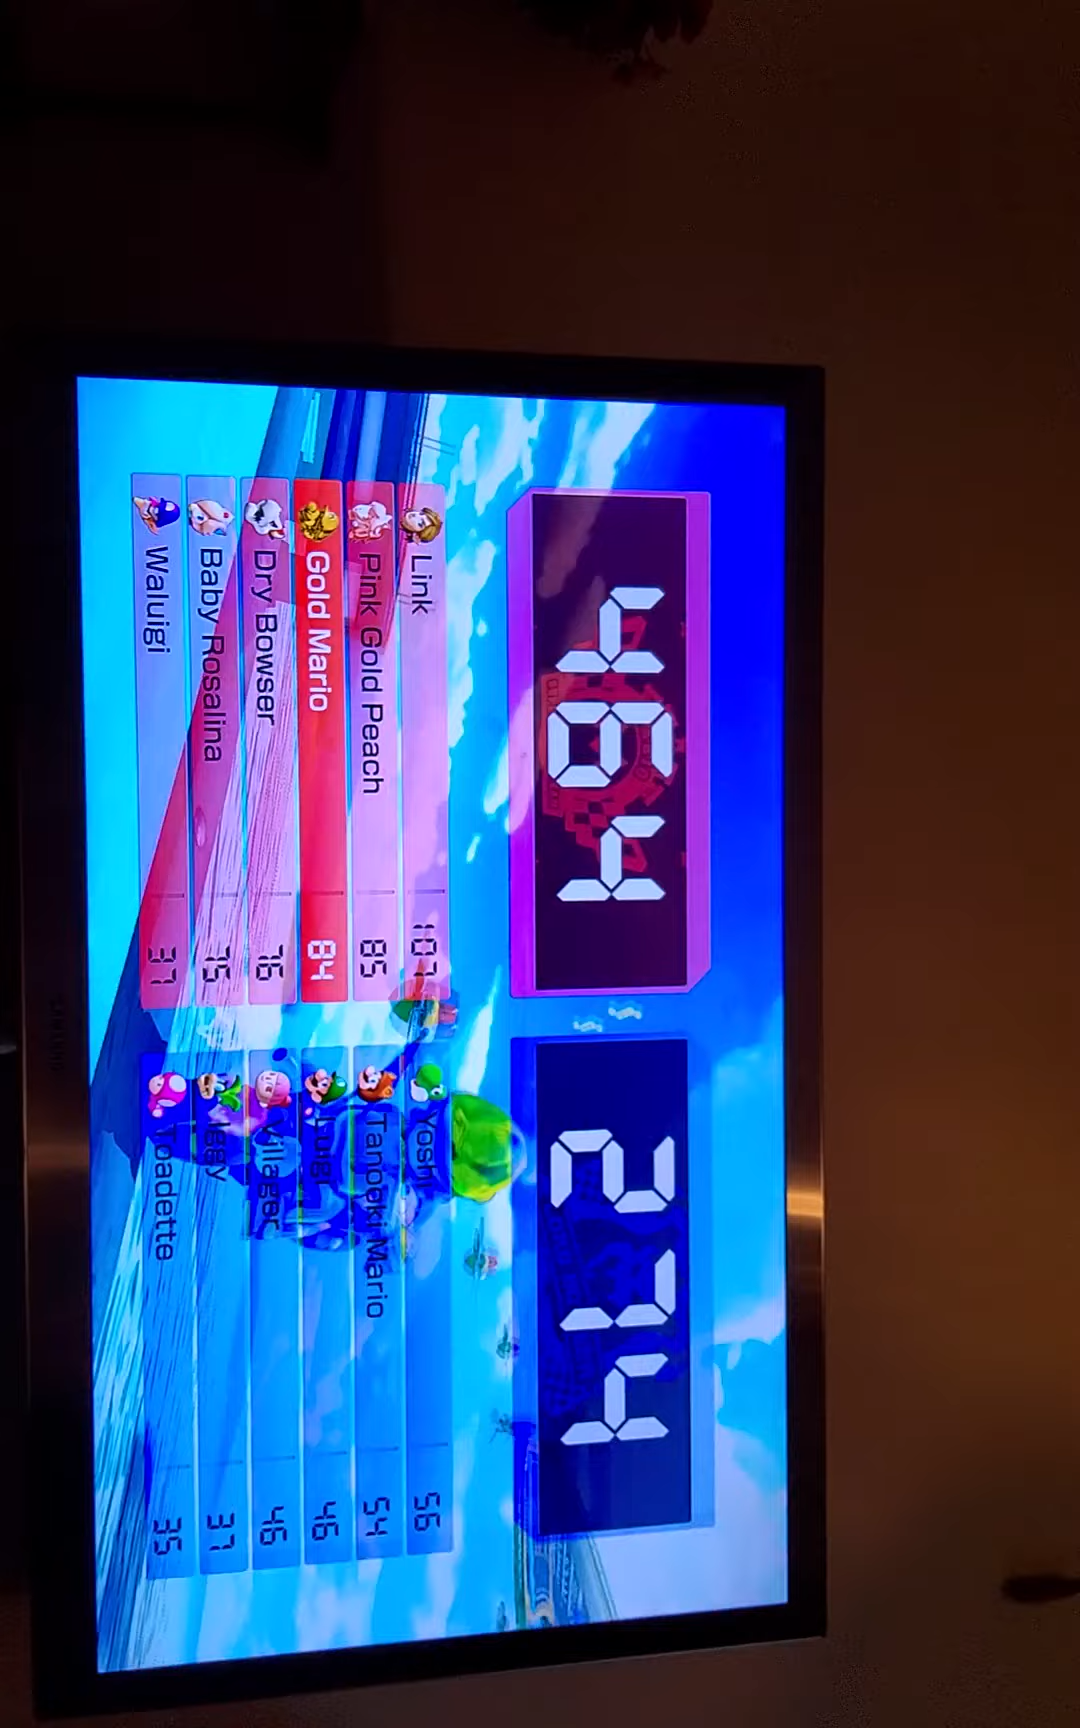 464 274
Link 107
Pink Gold Peach 85
Gold Mario 84
Dry Bowser 76
Baby Rosalina 75
Waluigi 37
Yoshi 56
Tanooki Mario 54
Luigi 46
Villager 46
Iggy 37
Toadette 35